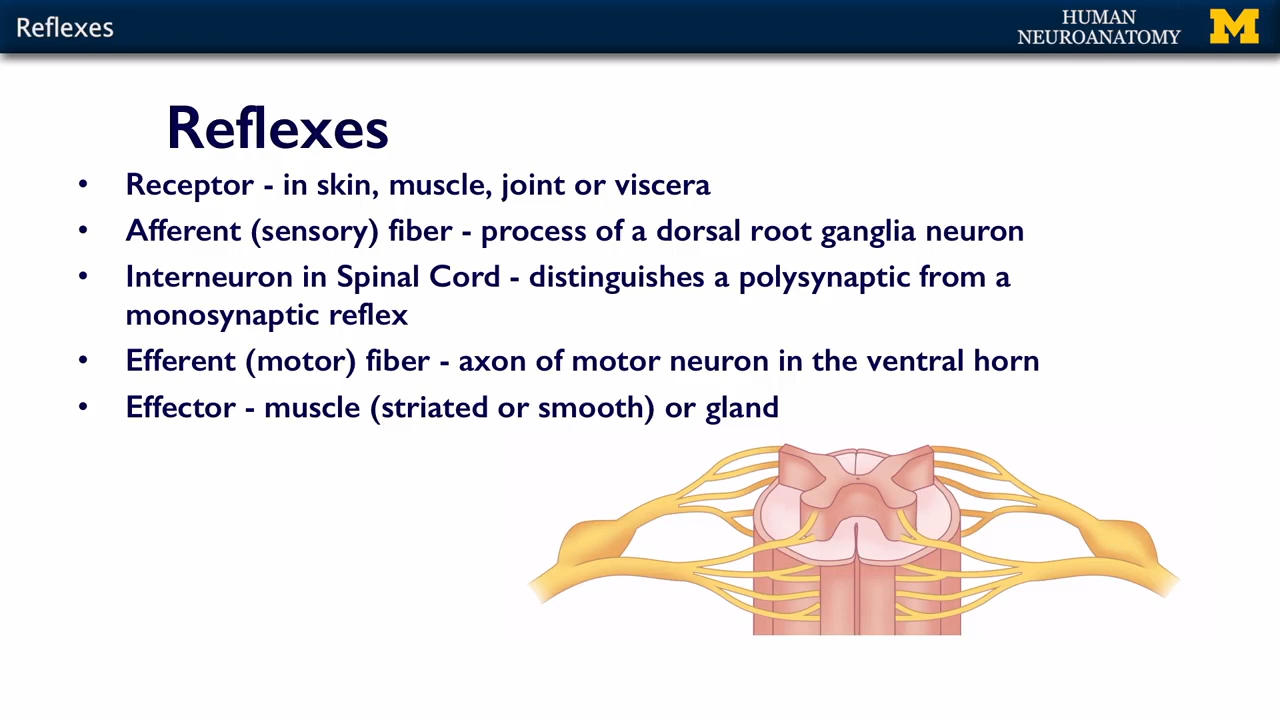 Reflexes
HUMAN
NEUROANATOMY
M
Reflexes
• Receptor - in skin, muscle, joint or viscera
• Afferent (sensory) fiber - process of a dorsal root ganglia neuron
• Interneuron in Spinal Cord - distinguishes a polysynaptic from a
monosynaptic reflex
• Efferent (motor) fiber - axon of motor neuron in the ventral horn
• Effector - muscle (striated or smooth) or gland